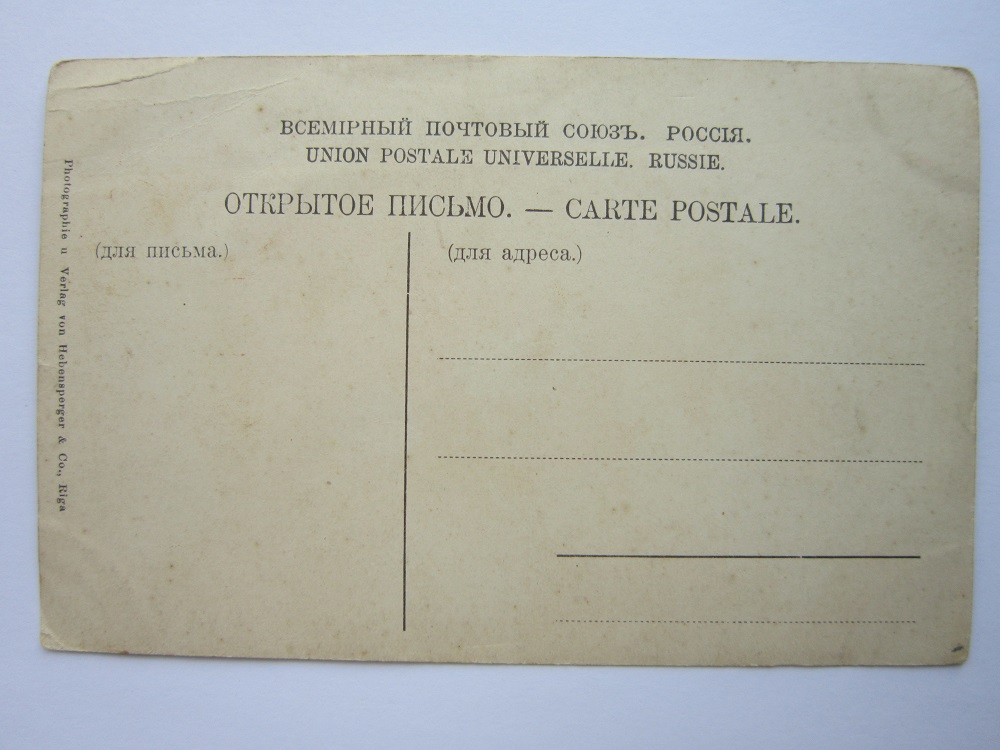 ВСЕМІРНЫЙ ПОЧТОВЫЙ СОЮЗЪ. РОССІЯ.
UNION POSTALE UNIVERSELLE. RUSSIE.
ОТКРЫТОЕ ПИСЬМО. — CARTE POSTALE.
(для письма.)
(для адреса.)
Photographie u Verlag von Hebensperger & Co., Riga